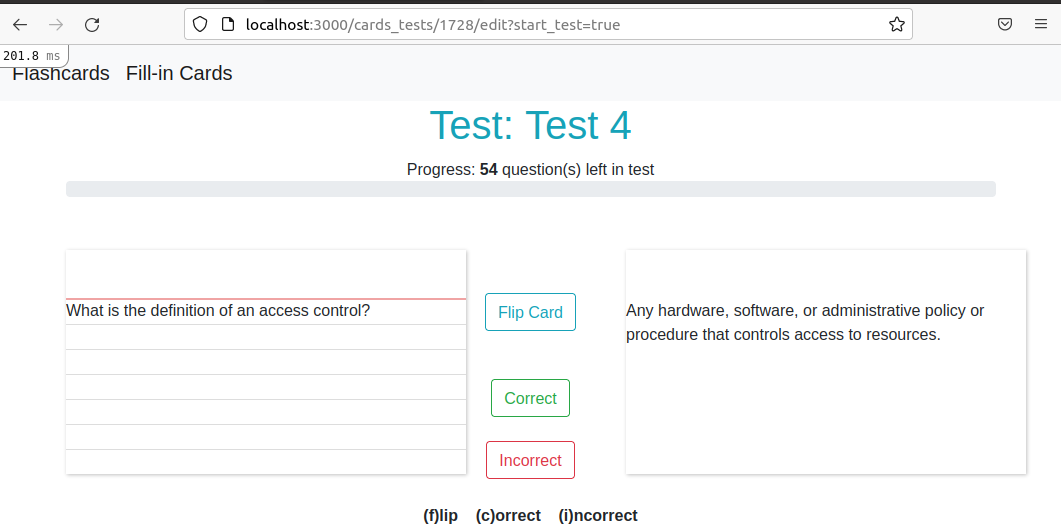 localhost:3000/cards_tests/1728/edit?start_test=true
201.8 ms
Flashcards Fill-in Cards
Test: Test 4
Progress: 54 question(s) left in test
What is the definition of an access control?
Flip Card
Correct
Incorrect
Any hardware, software, or administrative policy or
procedure that controls access to resources.
(f)lip (c)orrect (i)ncorrect